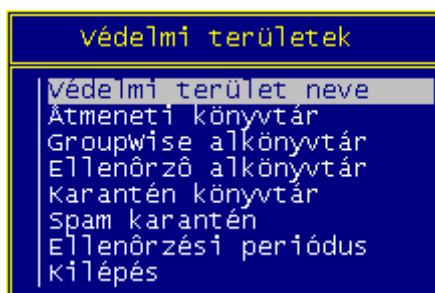 Védelmi területek
Védelmi terület neve
Átmeneti könyvtár
GroupWise alkönyvtár
Ellenôrzô alkönyvtár
Karantén könyvtár
Spam karantén
Ellenôrzési periódus
Kilépés